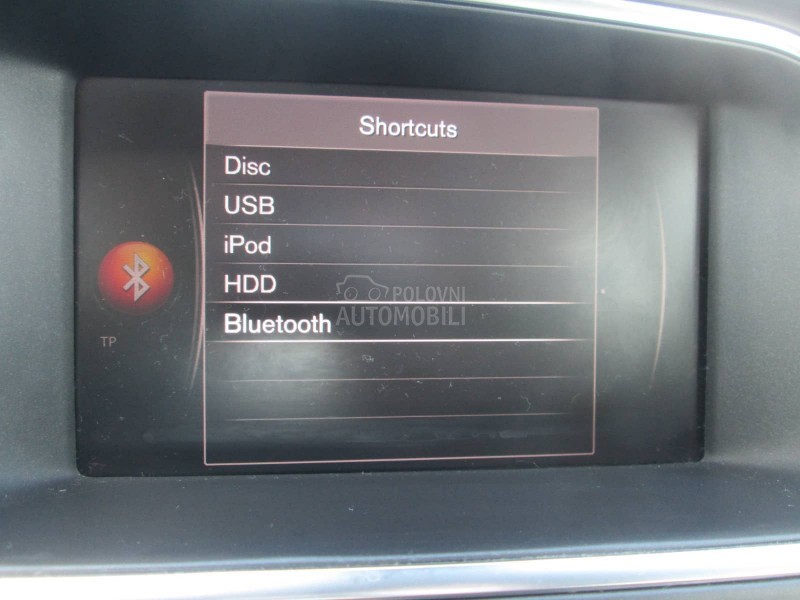 Shortcuts
Disc
USB
iPod
HDD
Bluetooth
TP
POLOVNI
AUTOMOBILI